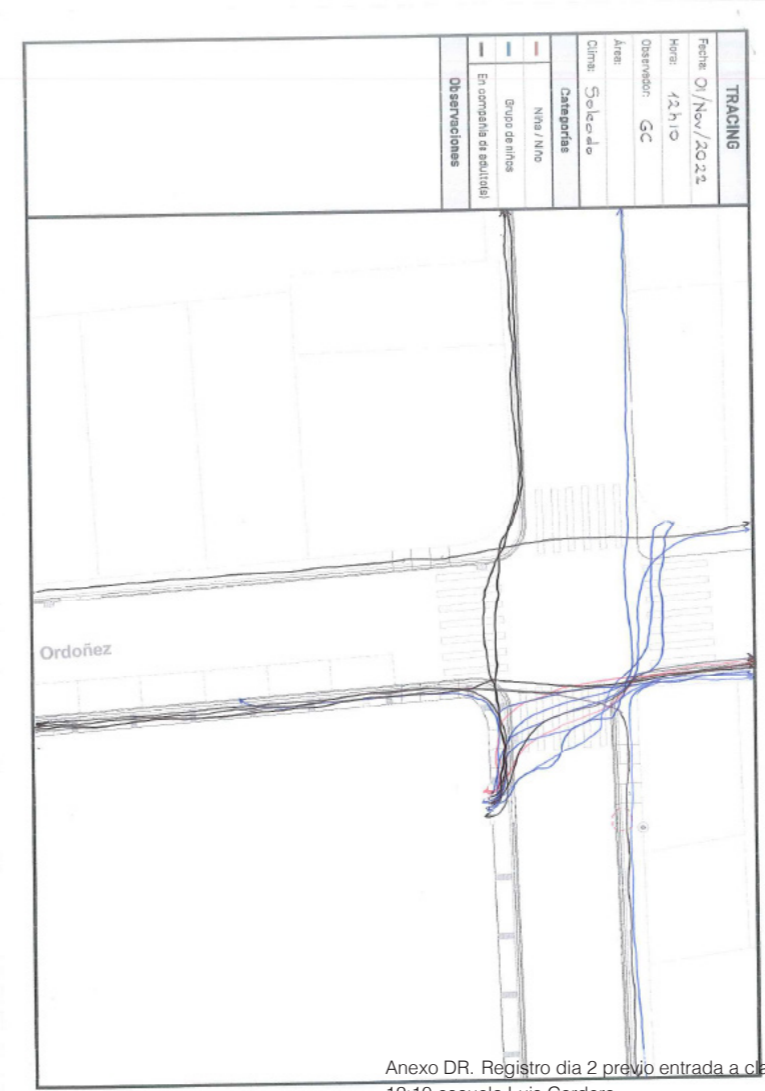 TRACING
Fecha: 01/Nov/2022
Hora: 12h10
Observador: GC
Área:
Clima: Soleado
Categorías
Niña / Niño
Grupo de niños
En compañía de adulto(s)
Observaciones
Ordoñez
Anexo DR. Registro dia 2 previo entrada a cla